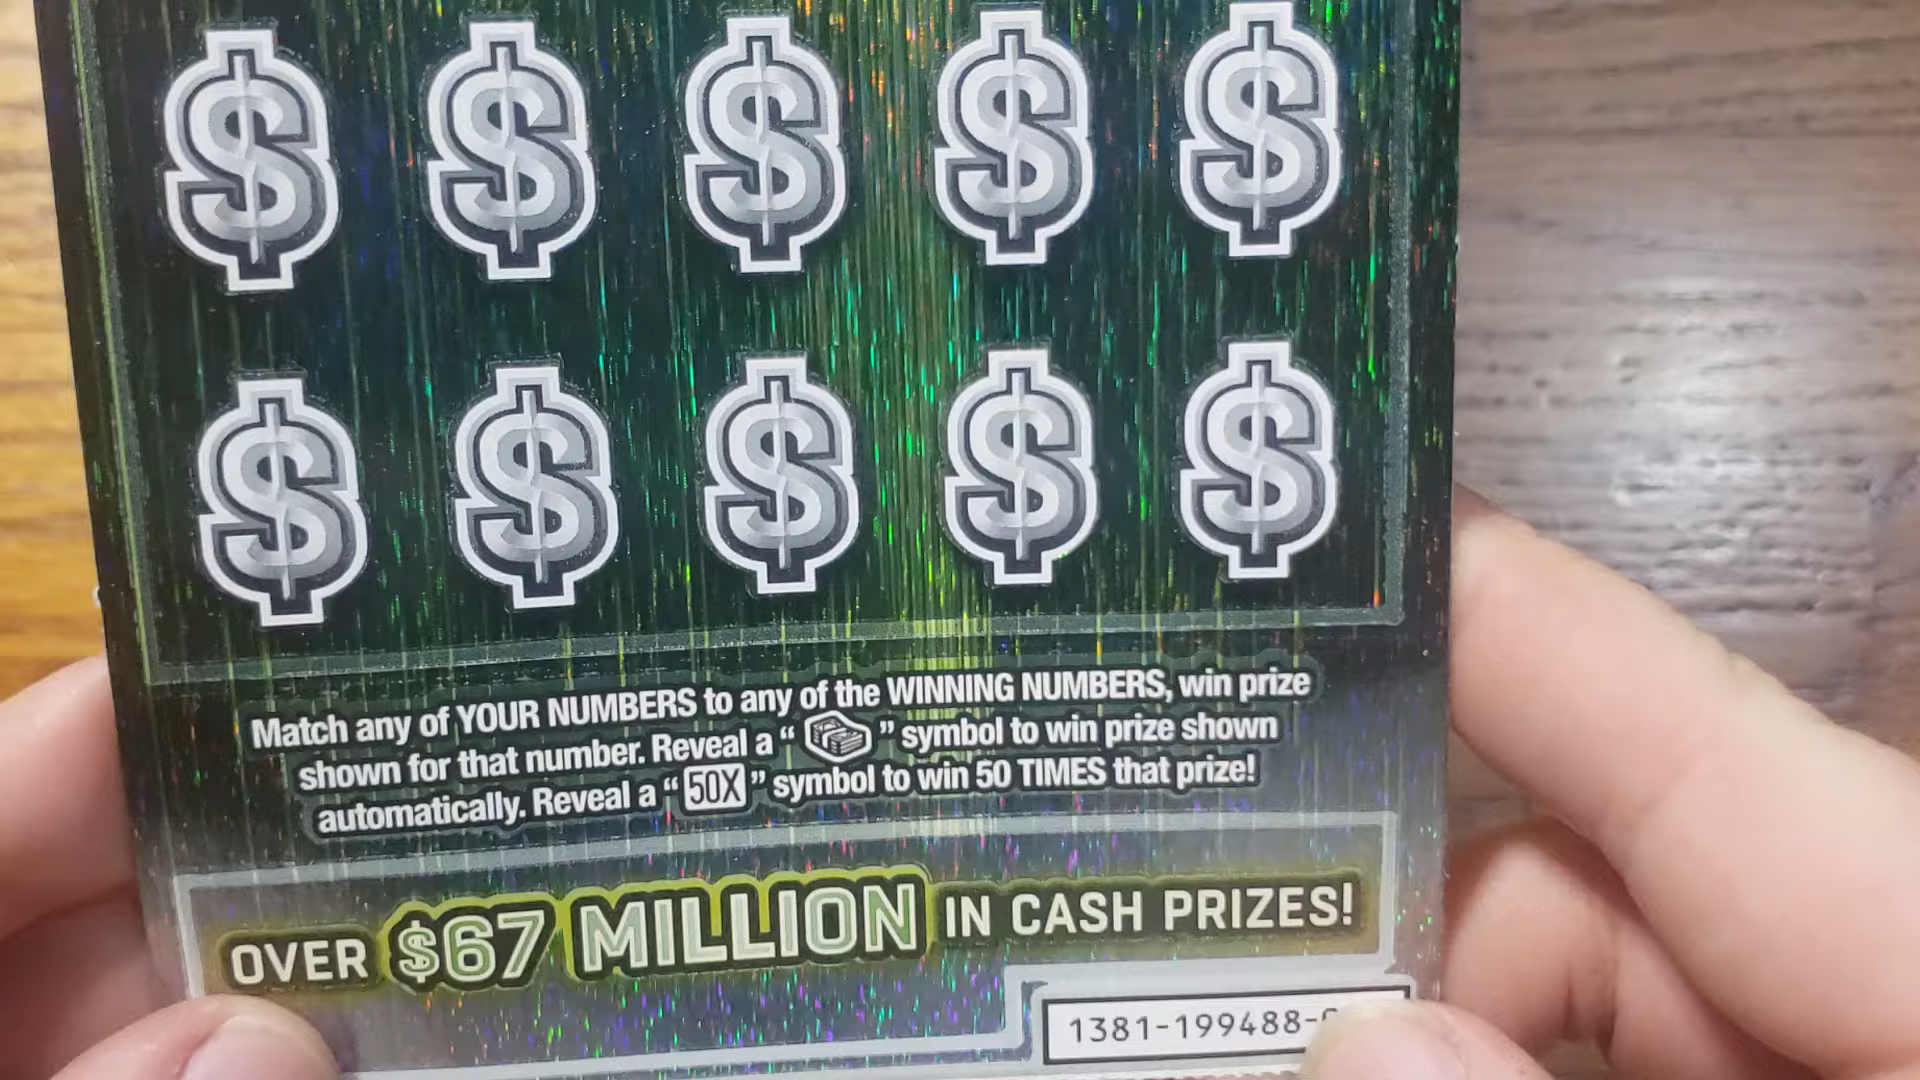 $ $ $ $ $
$ $ $ $ $
Match any of YOUR NUMBERS to any of the WINNING NUMBERS, win prize
shown for that number. Reveal a “ ” symbol to win prize shown
automatically. Reveal a “50X” symbol to win 50 TIMES that prize!
OVER $67 MILLION IN CASH PRIZES!
1381-199488-